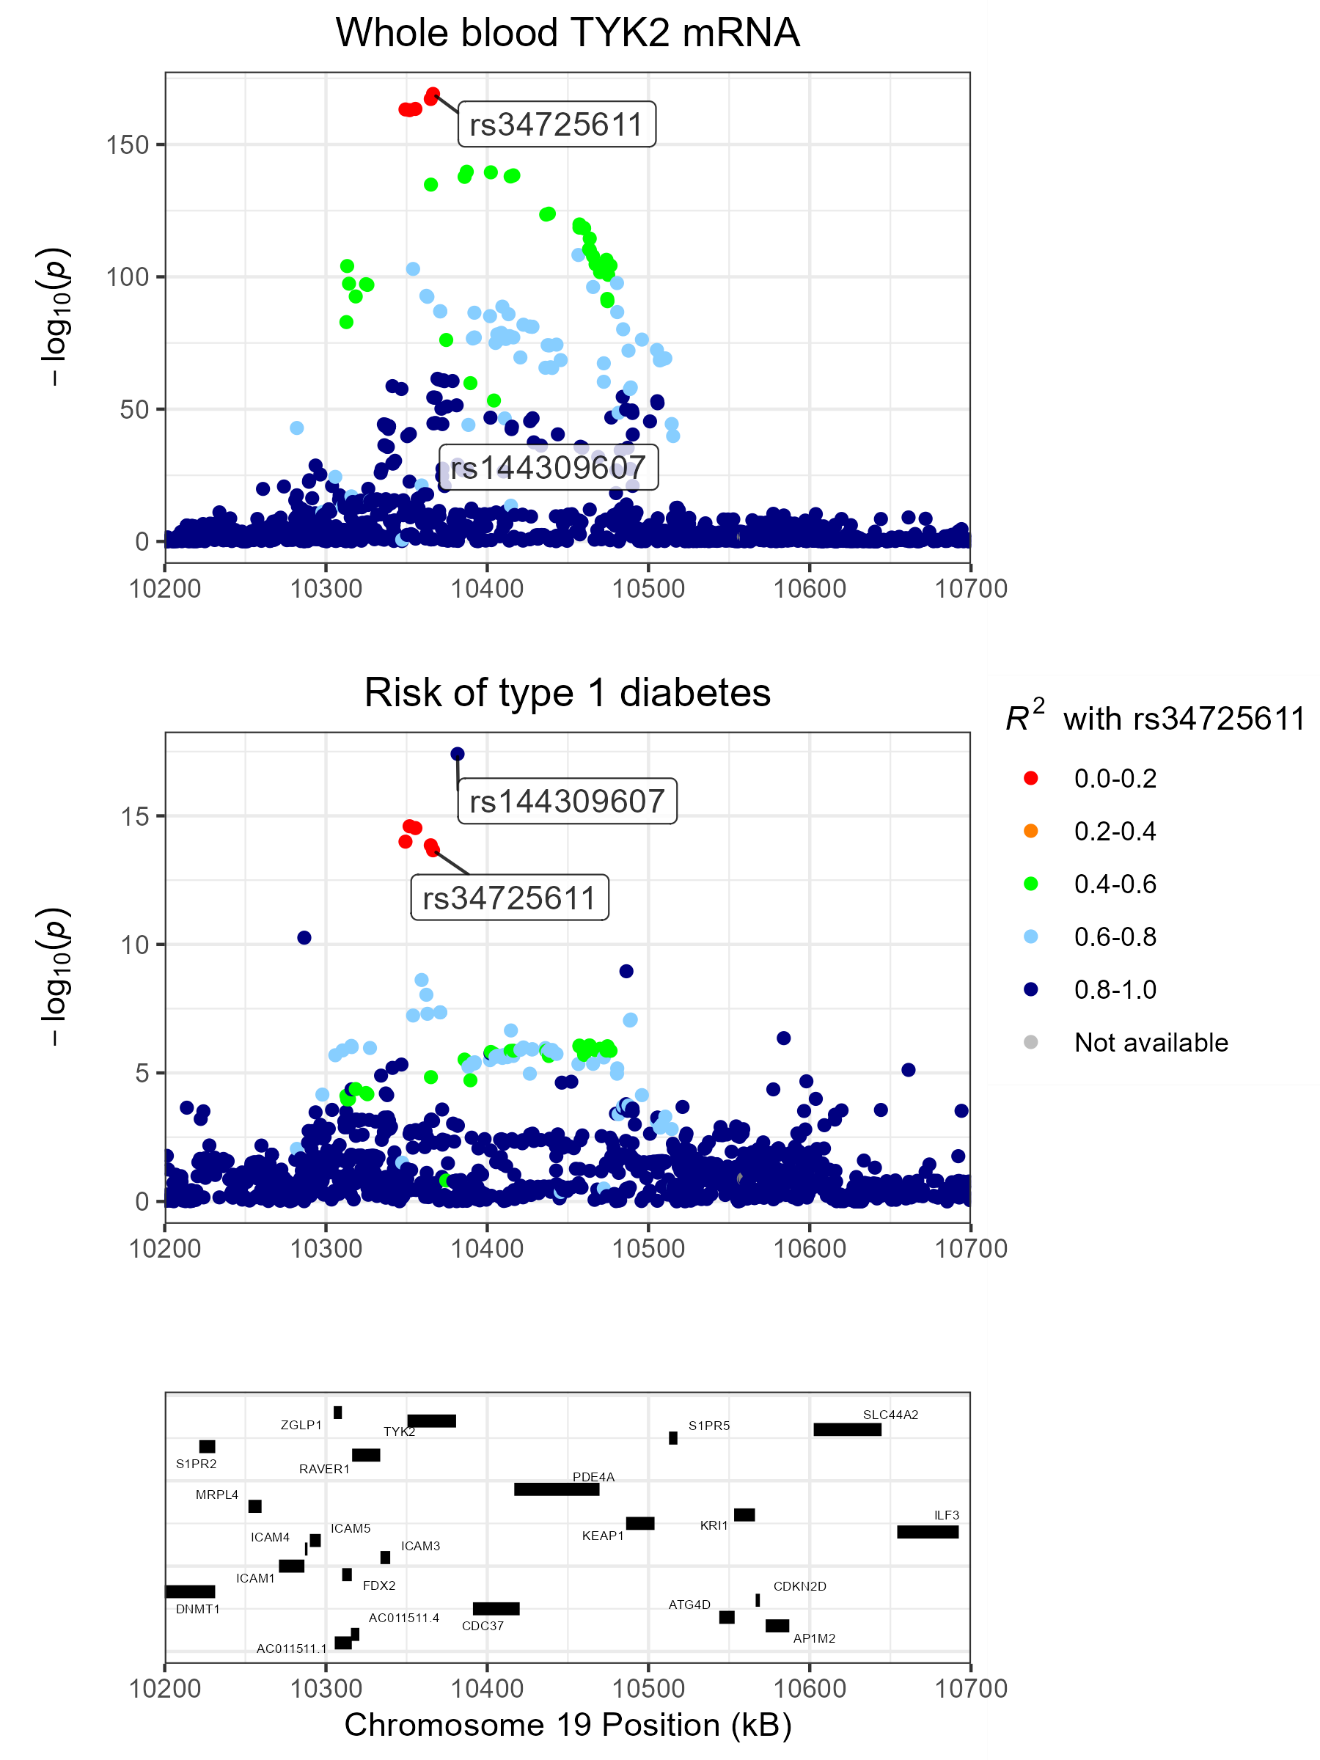 Whole blood TYK2 mRNA
− log10(p)
150
100
50
0
rs34725611
rs144309607
10200 10300 10400 10500 10600 10700
Risk of type 1 diabetes
− log10(p)
15
10
5
0
rs144309607
rs34725611
10200 10300 10400 10500 10600 10700
R2 with rs34725611
0.0-0.2
0.2-0.4
0.4-0.6
0.6-0.8
0.8-1.0
Not available
SLC44A2
ZGLP1
TYK2
S1PR5
S1PR2
RAVER1
PDE4A
MRPL4
ILF3
ICAM4
ICAM5
KEAP1
KRI1
ICAM3
ICAM1
FDX2
CDKN2D
DNMT1
ATG4D
AC011511.4
CDC37
AP1M2
AC011511.1
10200 10300 10400 10500 10600 10700
Chromosome 19 Position (kB)